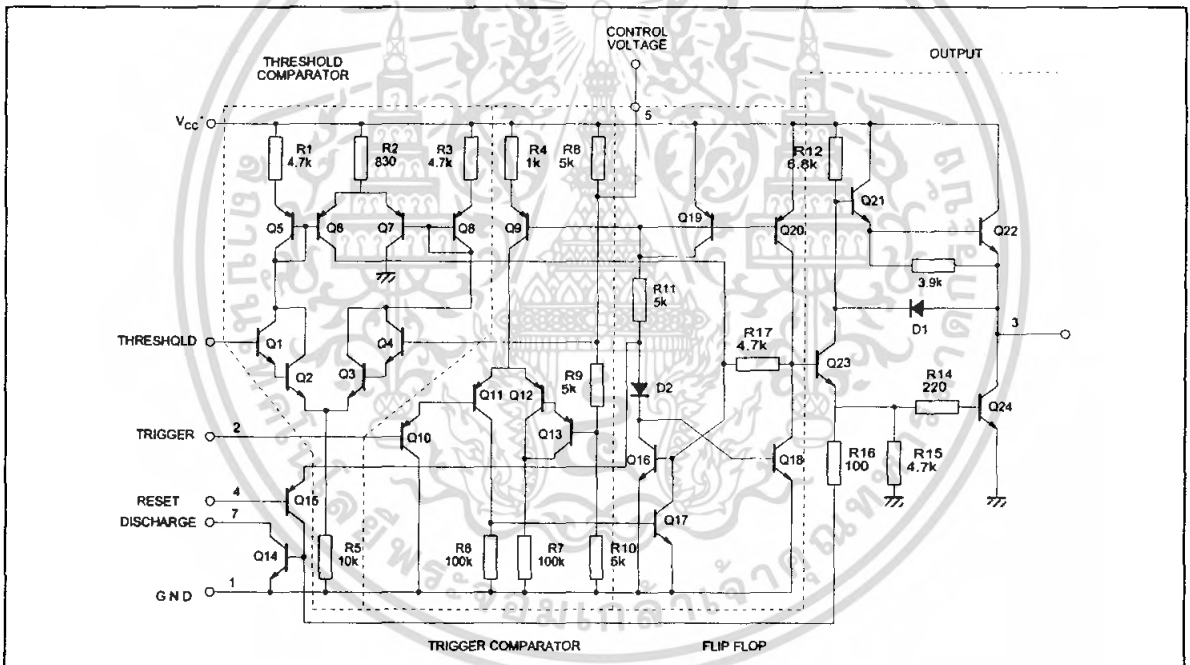 CONTROL
VOLTAGE
OUTPUT
THRESHOLD
COMPARATOR
5
Vcc
R1
4.7k
R2
830
R3
4.7k
R4
1k
R8
5k
R12
6.8k
Q21
Q5
Q6
Q7
Q8
Q9
Q19
Q20
Q22
3.9k
R11
5k
D1
3
THRESHOLD
Q1
Q4
R17
4.7k
Q23
Q2
Q3
R9
5k
D2
R14
220
Q24
Q11
Q12
TRIGGER
2
Q10
Q13
Q16
Q18
R16
100
R15
4.7k
RESET
4
Q15
DISCHARGE
7
Q17
Q14
R5
10k
R6
100k
R7
100k
R10
5k
GND
1
TRIGGER COMPARATOR
FLIP FLOP